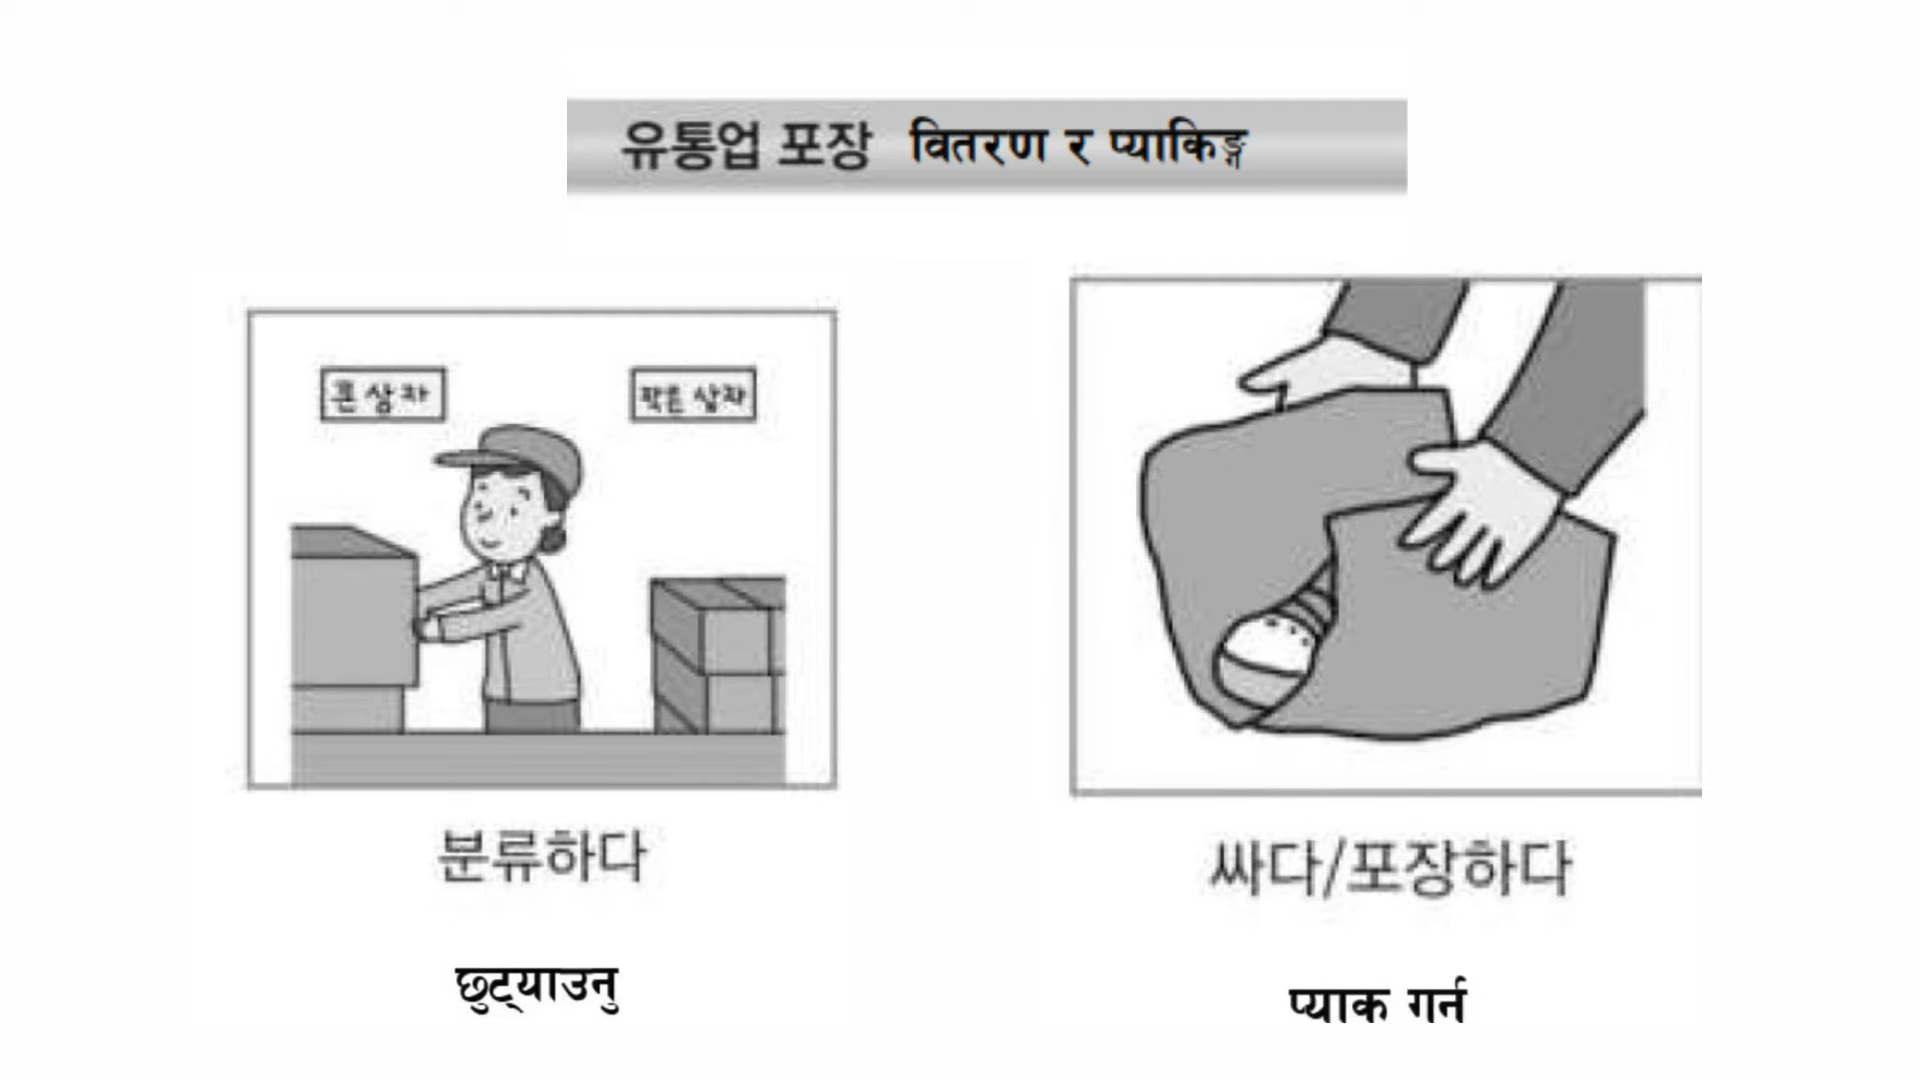 유통업 포장 वितरण र प्याकिङ्ग
큰 상자
작은 상자
분류하다
싸다/포장하다
छुट्याउनु
प्याक गर्न